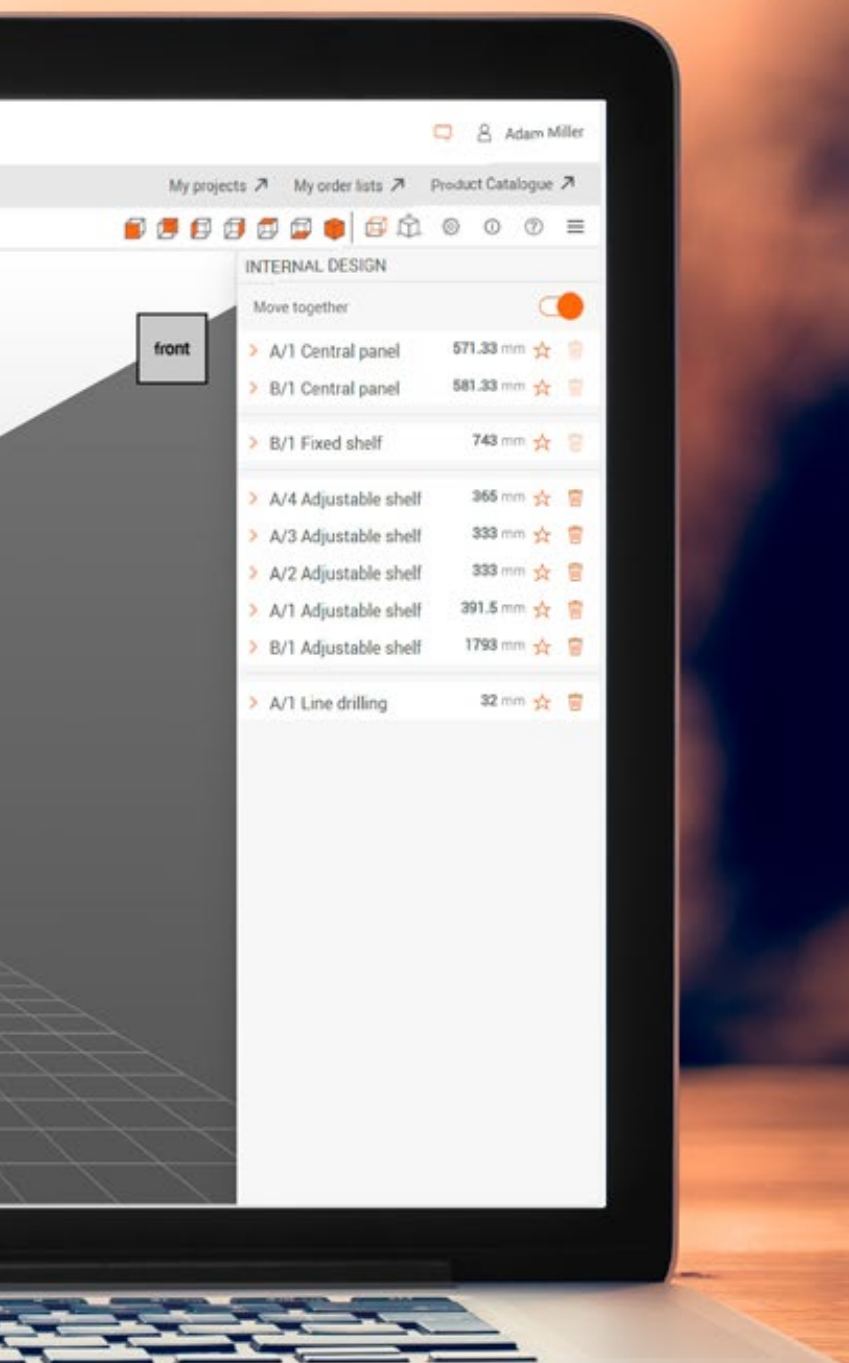 Adam Miller
My projects My order lists Product Catalogue
INTERNAL DESIGN
Move together
front
A/1 Central panel 571.33 mm
B/1 Central panel 581.33 mm
B/1 Fixed shelf 743 mm
A/4 Adjustable shelf 365 mm
A/3 Adjustable shelf 333 mm
A/2 Adjustable shelf 333 mm
A/1 Adjustable shelf 391.5 mm
B/1 Adjustable shelf 1793 mm
A/1 Line drilling 32 mm